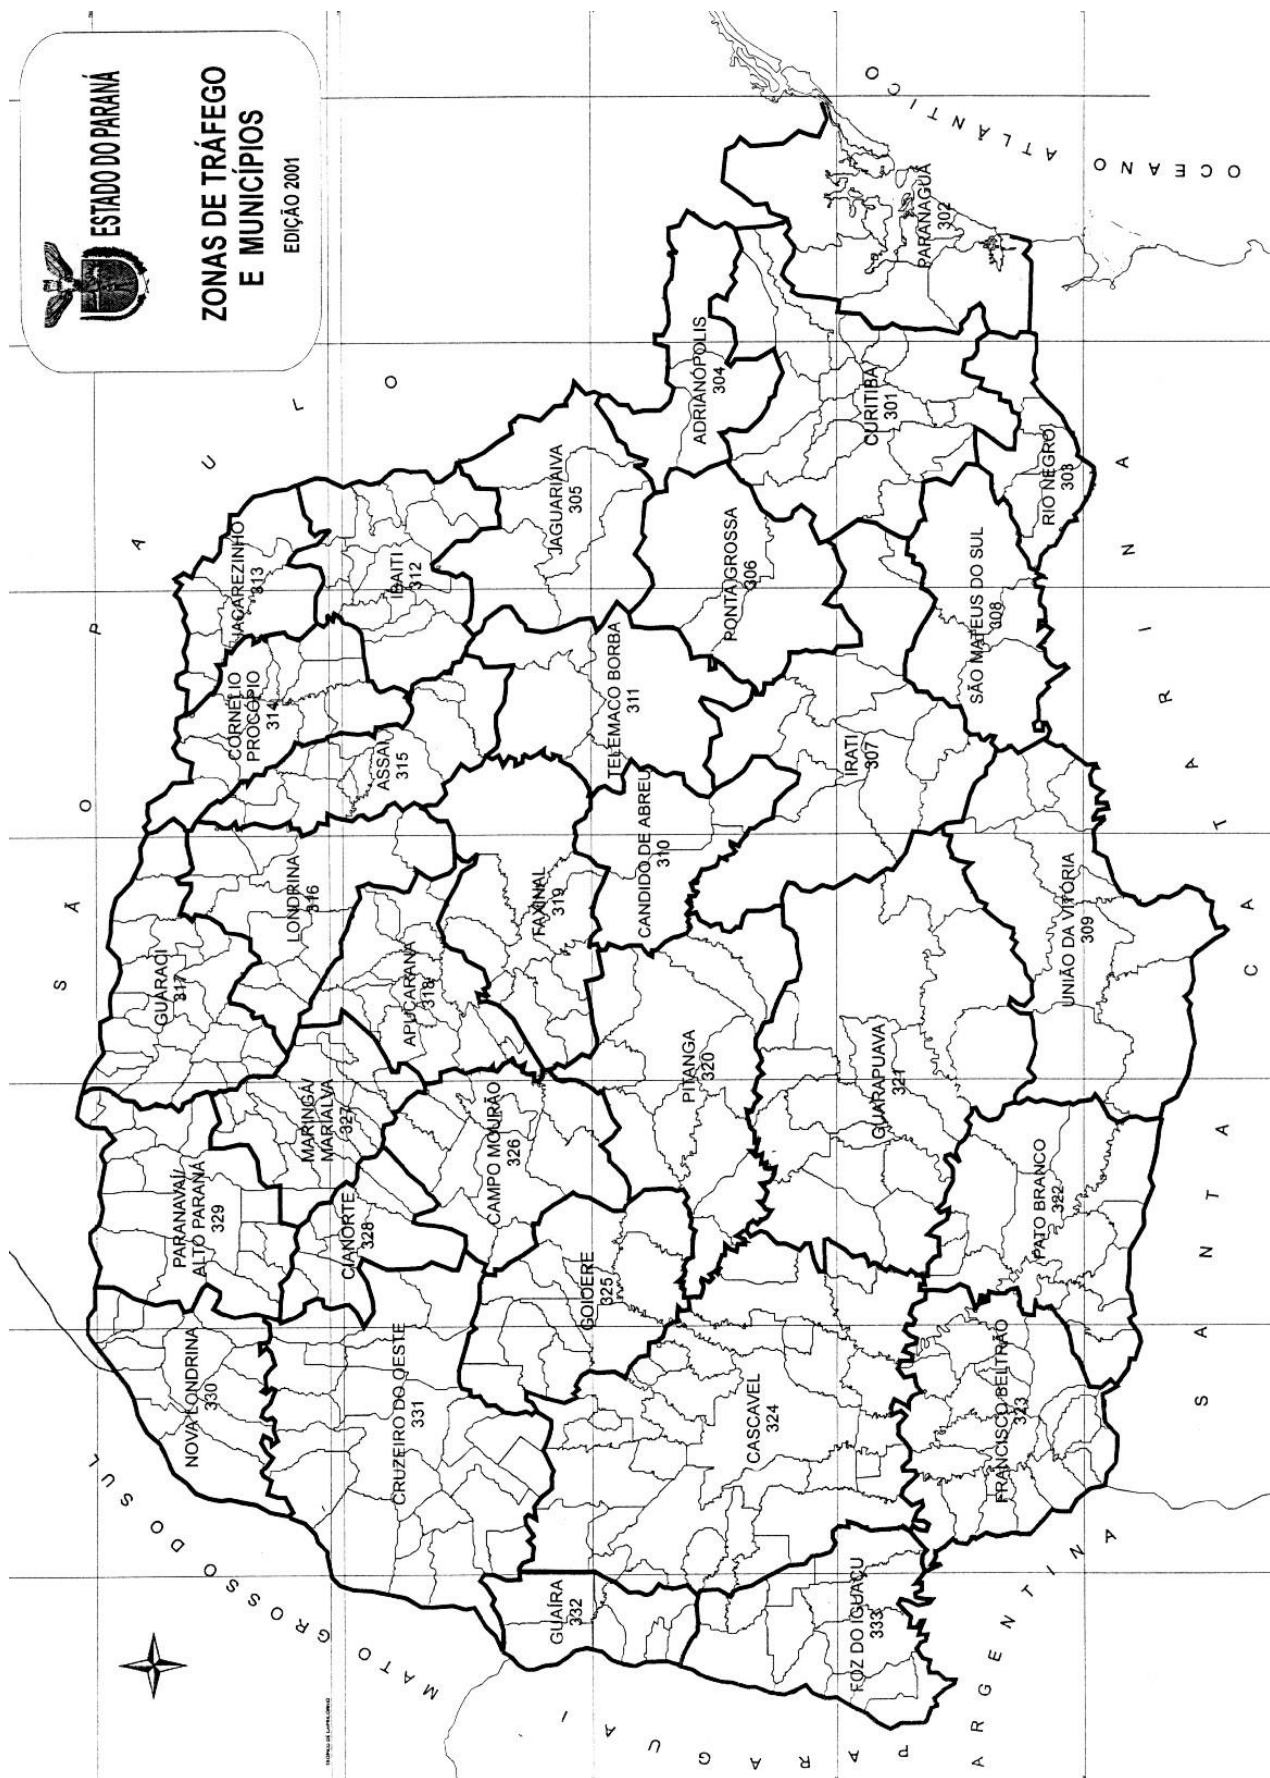 ESTADO DO PARANÁ
ZONAS DE TRÁFEGO
E MUNICÍPIOS
EDIÇÃO 2001
SÃO PAULO
MATO GROSSO DO SUL
PARAGUAI
ARGENTINA
SANTA CATARINA
OCEANO ATLÂNTICO
NOVA LONDRINA
330
PARANAVAÍ/
ALTO PARANÁ
329
GUARACI
317
LONDRINA
316
CORNÉLIO
PROCÓPIO
314
JACAREZINHO
313
IBAITI
312
ASSAÍ
315
MARINGÁ/
MARIALVA
327
CIANORTE
328
CRUZEIRO DO OESTE
331
APUCARANA
318
CAMPO MOURÃO
326
FAXINAL
319
JAGUARIAIVA
305
TELEMACO BORBA
311
GUAÍRA
332
GOIOERE
325
CANDIDO DE ABREU
310
PITANGA
320
ADRIANÓPOLIS
304
PONTA GROSSA
306
CASCAVEL
324
FOZ DO IGUAÇU
333
GUARAPUAVA
321
IRATI
307
CURITIBA
301
PARANAGUÁ
302
SÃO MATEUS DO SUL
308
RIO NEGRO
303
FRANCISCO BELTRÃO
323
PATO BRANCO
322
UNIÃO DA VITÓRIA
309